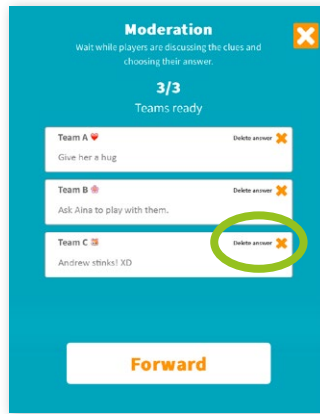 Moderation
Wait while players are discussing the clues and
choosing their answer.
3/3
Teams ready
Team A
Delete answer
Give her a hug
Team B
Delete answer
Ask Aina to play with them.
Team C
Delete answer
Andrew stinks! XD
Forward